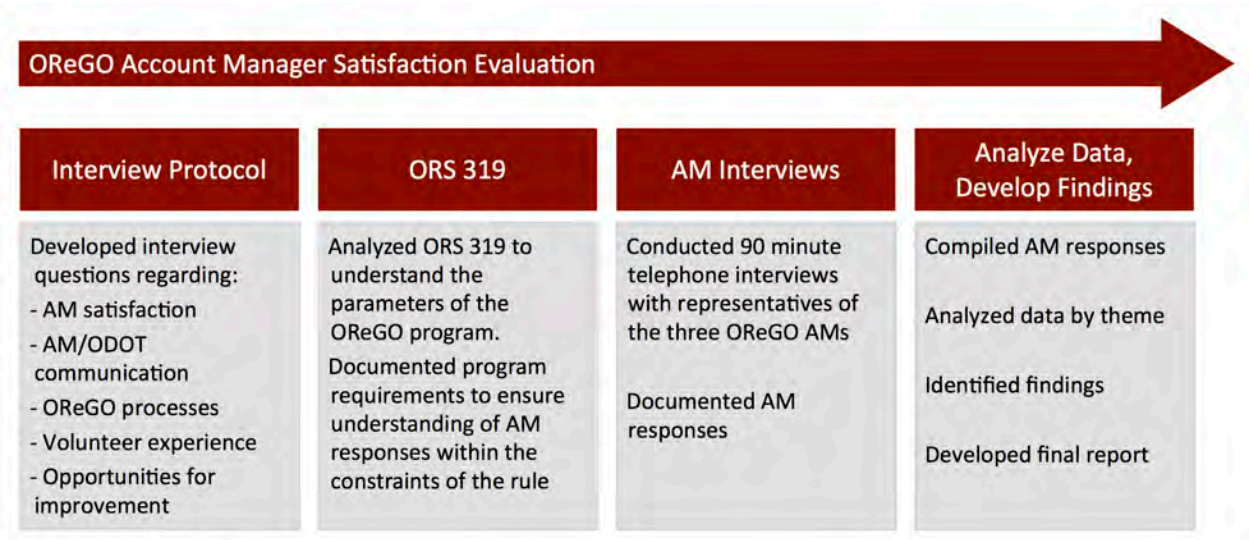 OReGO Account Manager Satisfaction Evaluation
Interview Protocol
Developed interview
questions regarding:
- AM satisfaction
- AM/ODOT
communication
- OReGO processes
- Volunteer experience
- Opportunities for
improvement
ORS 319
Analyzed ORS 319 to
understand the
parameters of the
OReGO program.
Documented program
requirements to ensure
understanding of AM
responses within the
constraints of the rule
AM Interviews
Conducted 90 minute
telephone interviews
with representatives of
the three OReGO AMs
Documented AM
responses
Analyze Data,
Develop Findings
Compiled AM responses
Analyzed data by theme
Identified findings
Developed final report